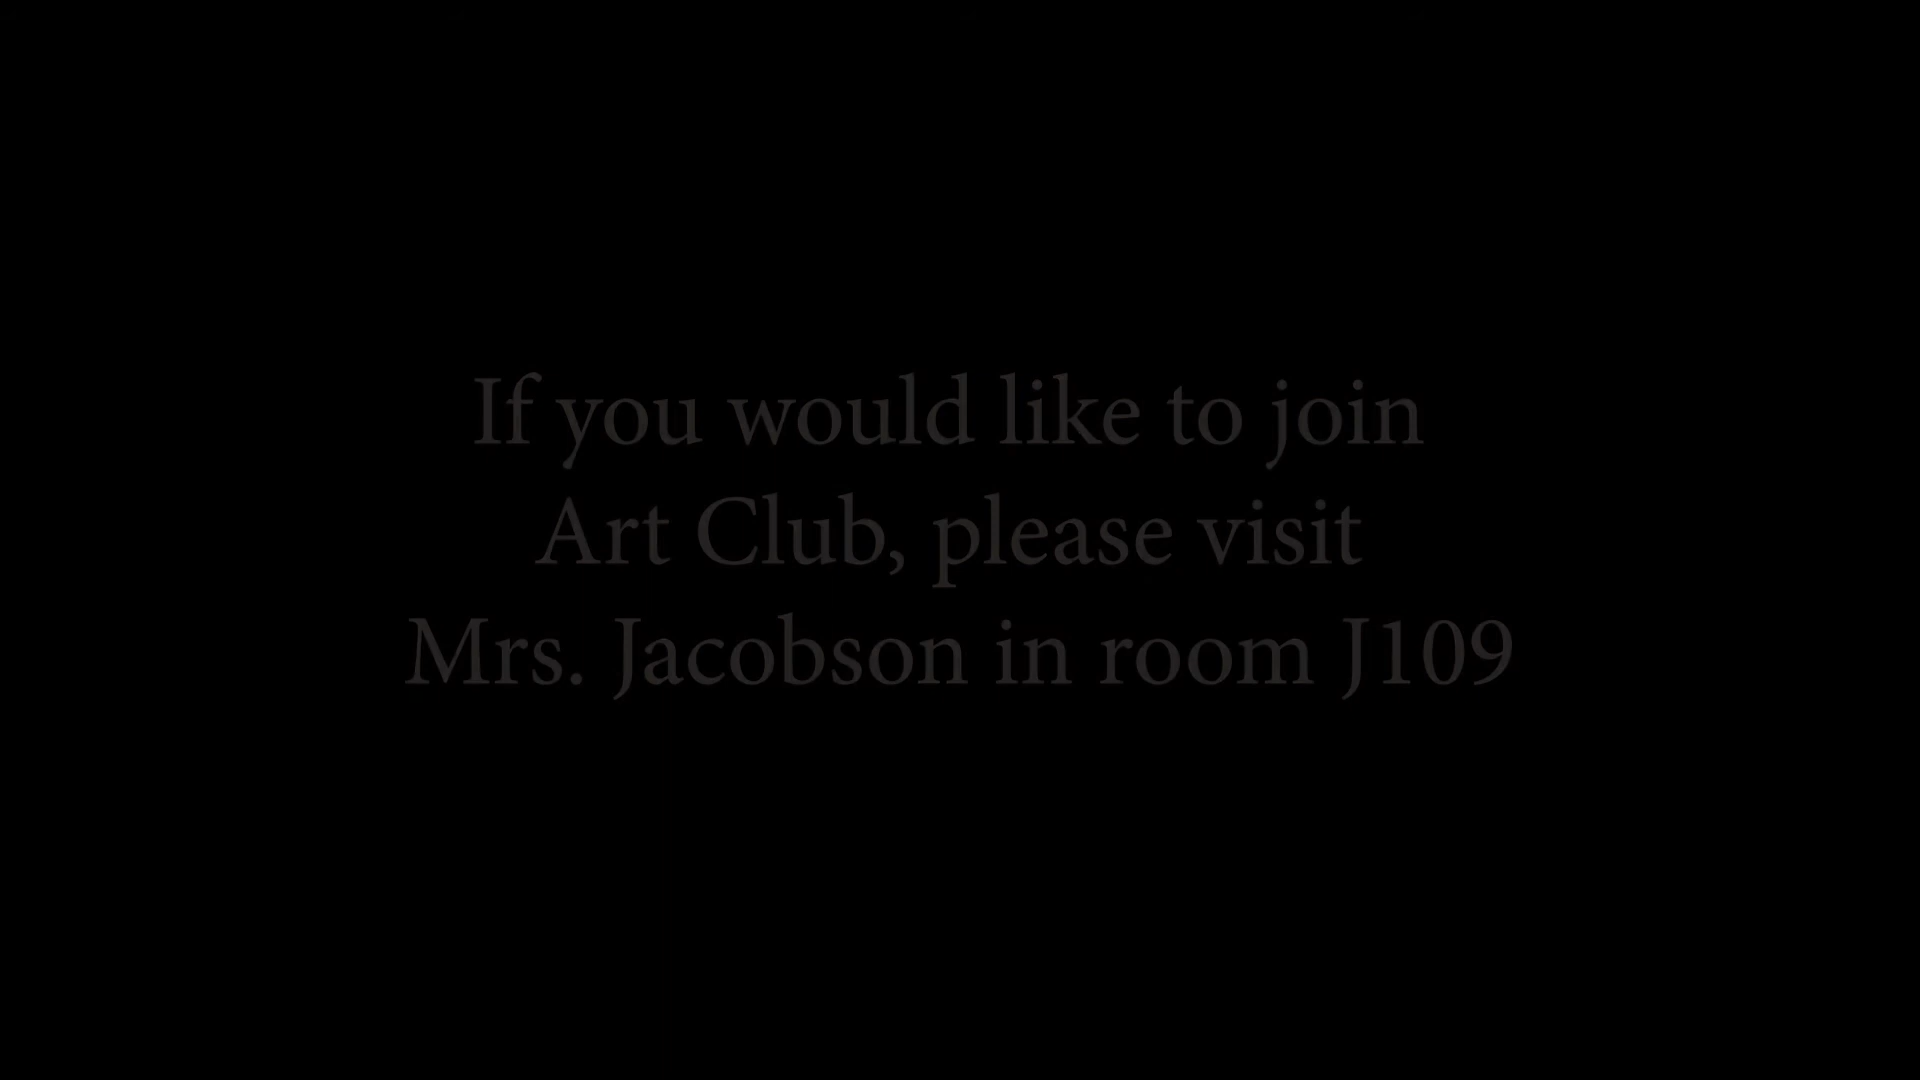 If you would like to join
Art Club, please visit
Mrs. Jacobson in room J109